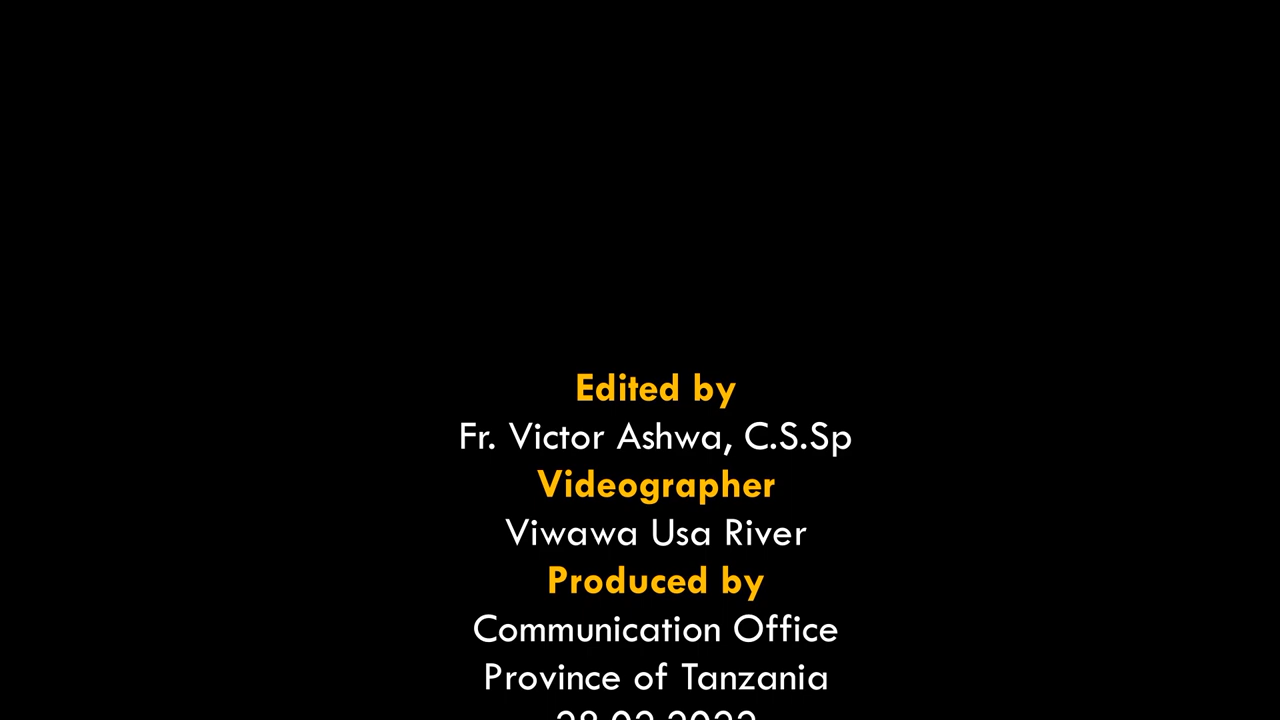 Edited by
Fr. Victor Ashwa, C.S.Sp
Videographer
Viwawa Usa River
Produced by
Communication Office
Province of Tanzania